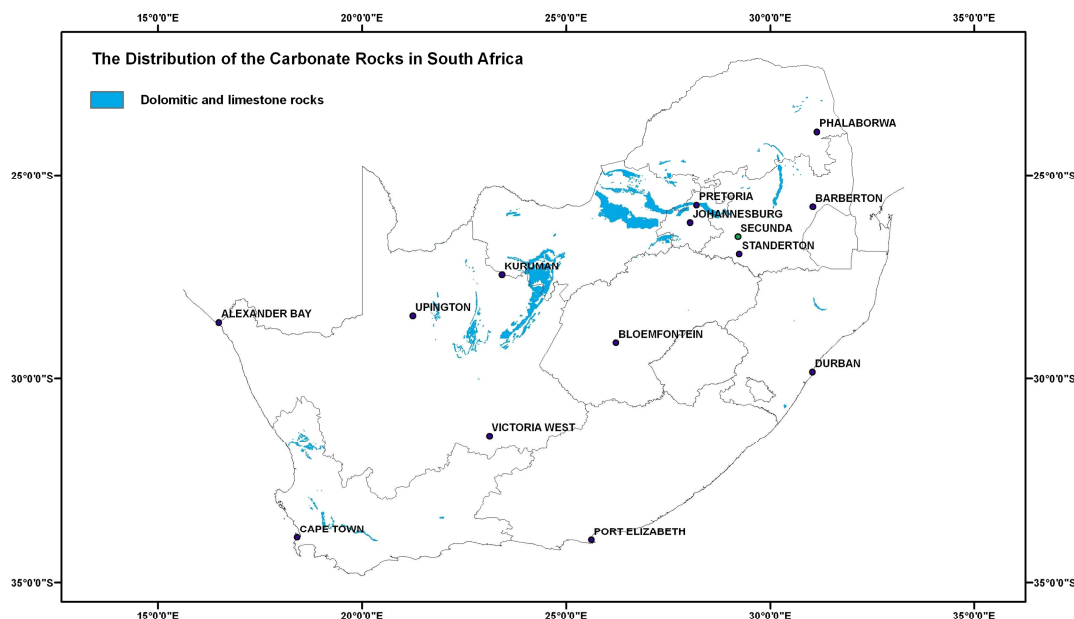 15°0'0"E 20°0'0"E 25°0'0"E 30°0'0"E 35°0'0"E
The Distribution of the Carbonate Rocks in South Africa
Dolomitic and limestone rocks
PHALABORWA
25°0'0"S 25°0'0"S
PRETORIA BARBERTON
JOHANNESBURG
SECUNDA
STANDERTON
KURUMAN
ALEXANDER BAY UPINGTON
BLOEMFONTEIN
DURBAN
30°0'0"S 30°0'0"S
VICTORIA WEST
CAPE TOWN PORT ELIZABETH
35°0'0"S 35°0'0"S
15°0'0"E 20°0'0"E 25°0'0"E 30°0'0"E 35°0'0"E